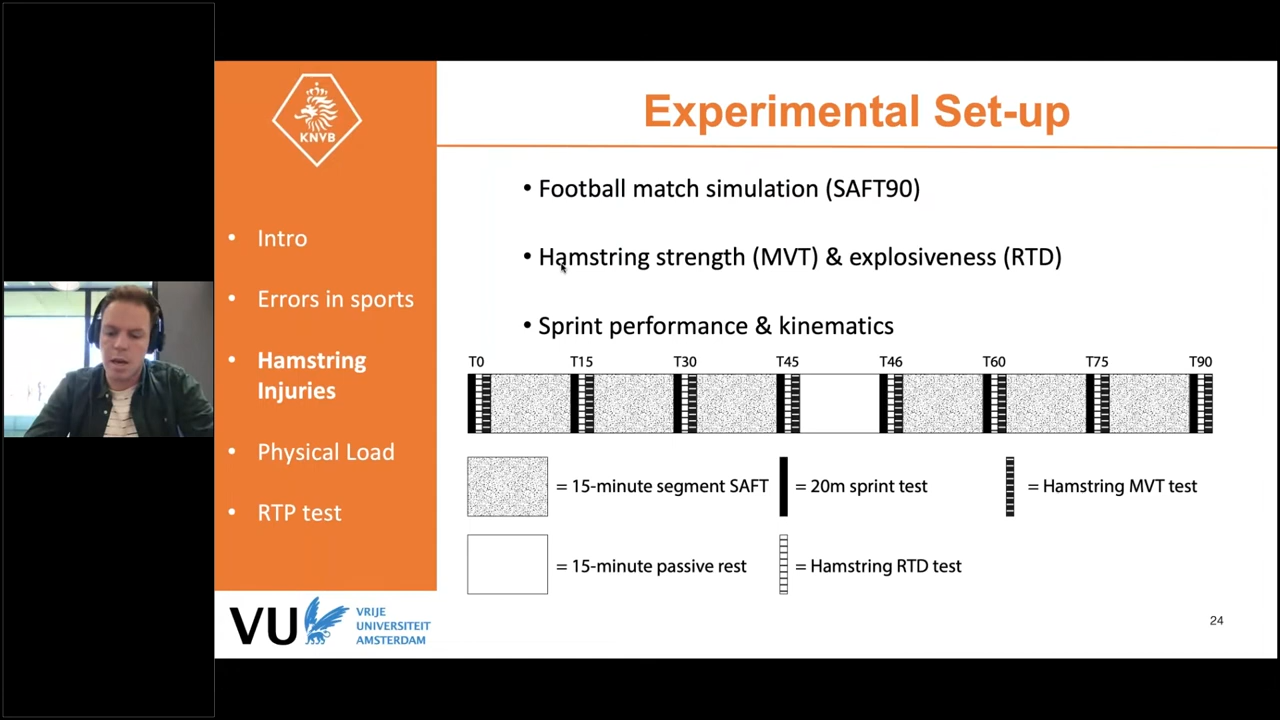 KNVB
Experimental Set-up
• Intro
• Errors in sports
• Hamstring
Injuries
• Physical Load
• RTP test
• Football match simulation (SAFT90)
• Hamstring strength (MVT) & explosiveness (RTD)
• Sprint performance & kinematics
T0 T15 T30 T45 T46 T60 T75 T90
= 15-minute segment SAFT
= 20m sprint test
= Hamstring MVT test
= 15-minute passive rest
= Hamstring RTD test
VU
VRIJE
UNIVERSITEIT
AMSTERDAM
24